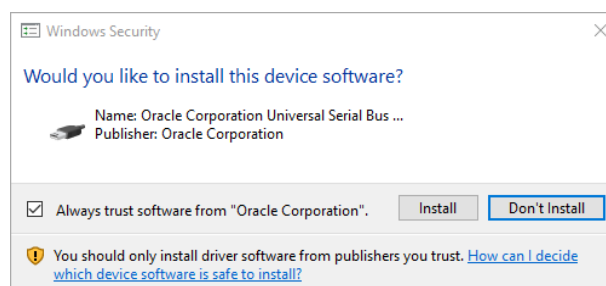 Windows Security
Would you like to install this device software?
Name: Oracle Corporation Universal Serial Bus ...
Publisher: Oracle Corporation
Always trust software from "Oracle Corporation".
Install
Don't Install
You should only install driver software from publishers you trust. How can I decide
which device software is safe to install?